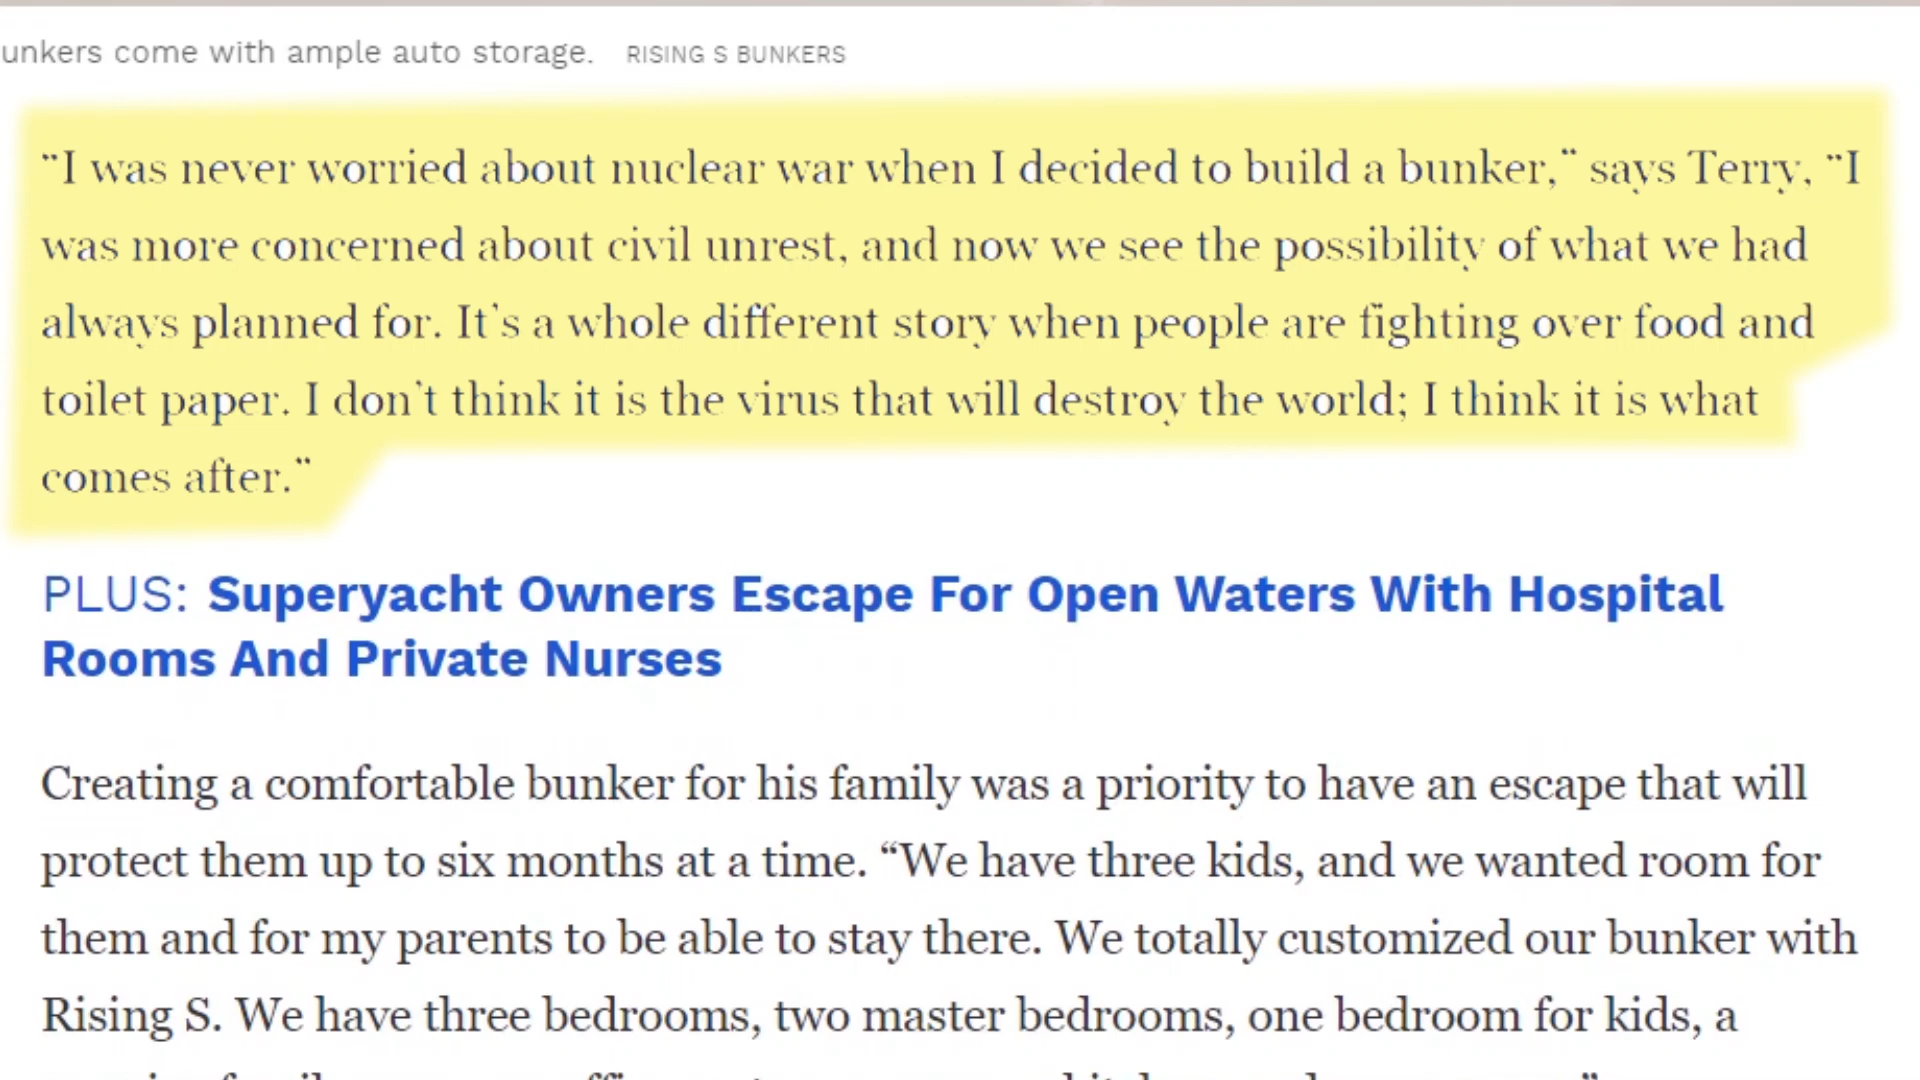 unkers come with ample auto storage. RISING S BUNKERS
"I was never worried about nuclear war when I decided to build a bunker," says Terry, "I
was more concerned about civil unrest, and now we see the possibility of what we had
always planned for. It's a whole different story when people are fighting over food and
toilet paper. I don't think it is the virus that will destroy the world; I think it is what
comes after."
PLUS: Superyacht Owners Escape For Open Waters With Hospital
Rooms And Private Nurses
Creating a comfortable bunker for his family was a priority to have an escape that will
protect them up to six months at a time. “We have three kids, and we wanted room for
them and for my parents to be able to stay there. We totally customized our bunker with
Rising S. We have three bedrooms, two master bedrooms, one bedroom for kids, a